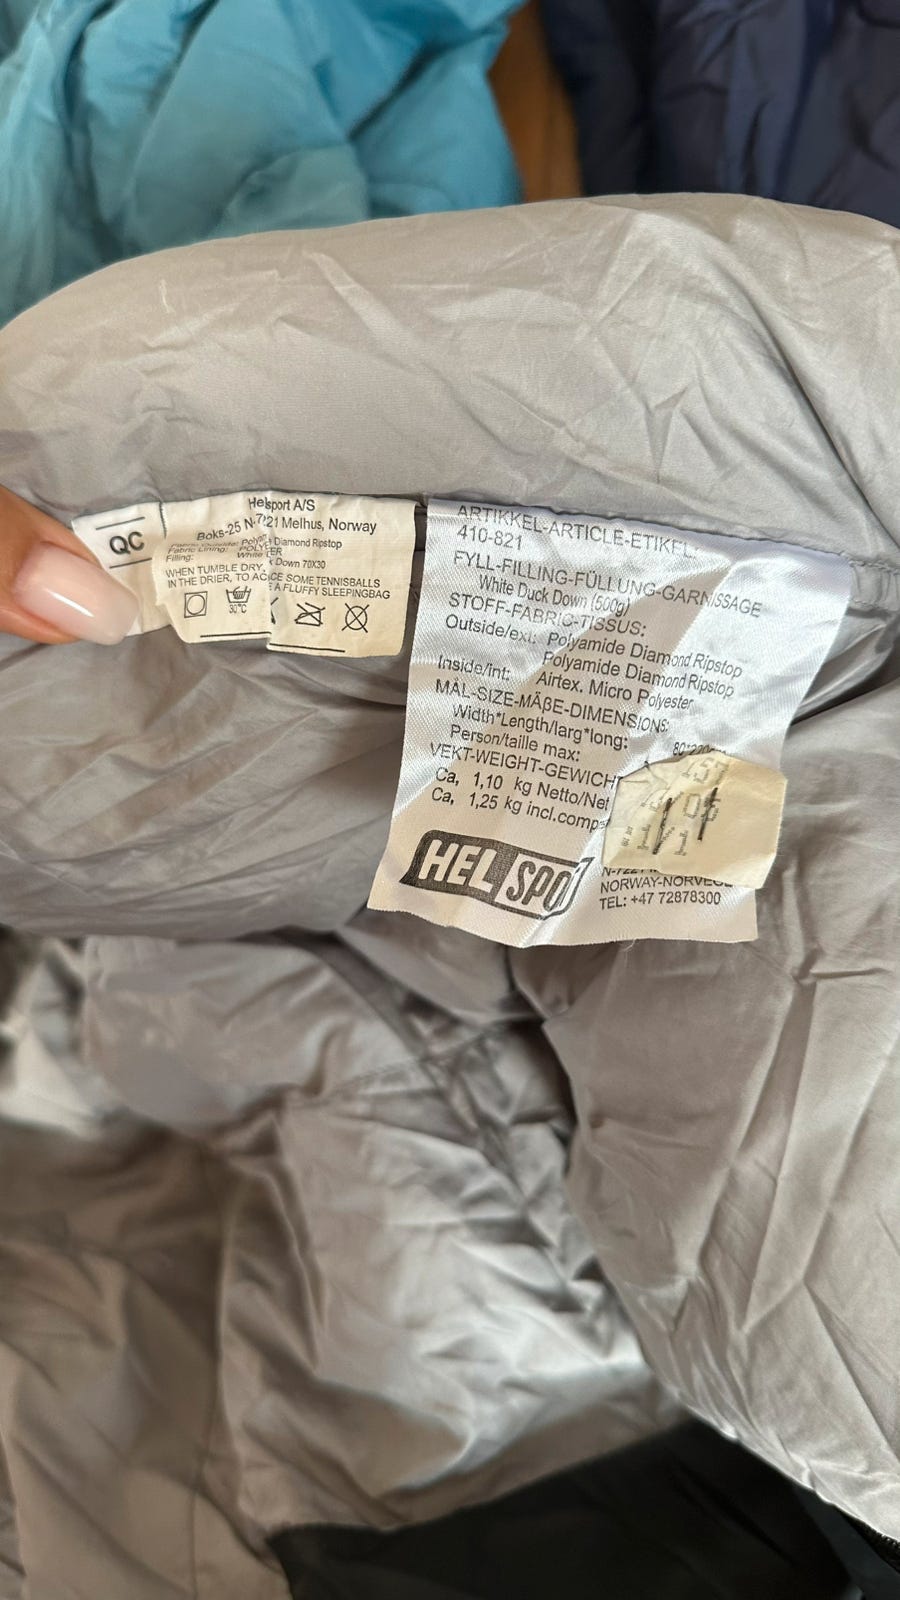 QC
Helsport A/S
Boks-25 N-7221 Melhus, Norway
Diamond Ripstop
Fabric Lining:
Filling: White Down 70X30
WHEN TUMBLE DRY,
IN THE DRIER, TO SOME TENNISBALLS
A FLUFFY SLEEPINGBAG
30°C
ARTIKKEL-ARTICLE-ETIKEL:
410-821
FYLL-FILLING-FÜLLUNG-GARNISSAGE
White Duck Down (500g)
STOFF-FABRIC-TISSUS:
Outside/ext: Polyamide Diamond Ripstop
Polyamide Diamond Ripstop
Inside/int: Airtex, Micro Polyester
MÅL-SIZE-MÄβE-DIMENSIONS:
Width*Length/larg*long:
Person/taille max:
VEKT-WEIGHT-GEWICHT
Ca, 1,10 kg Netto/Net
Ca, 1,25 kg incl.comp
HEL SPO
NORWAY-NORVEGE
TEL: +47 72878300